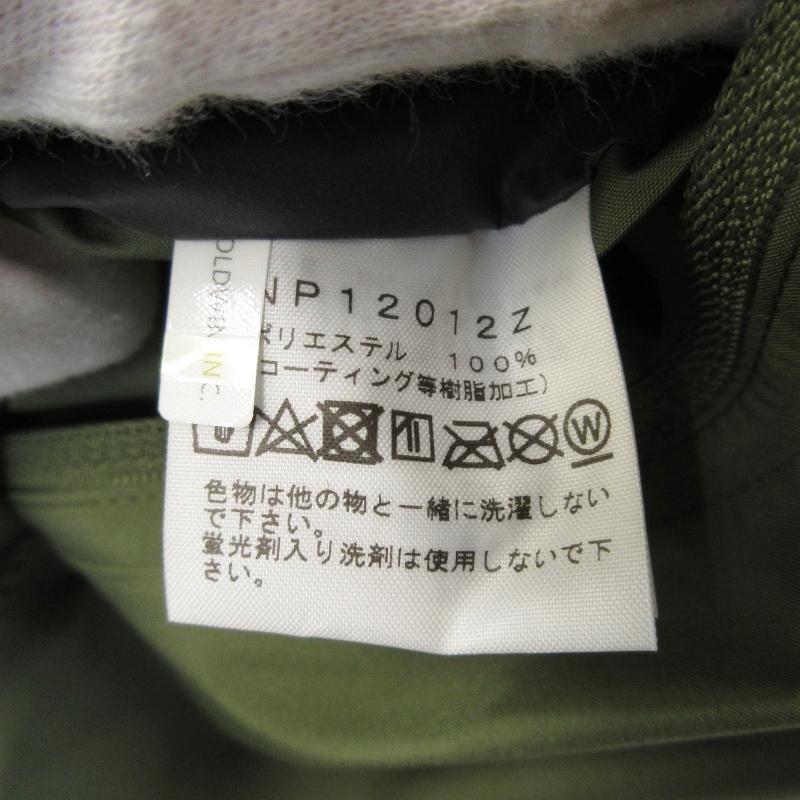 OLDWIN INC.
NP12012Z
ポリエステル 100%
コーティング等樹脂加工)
W
色物は他の物と一緒に洗濯しない
で下さい。
蛍光剤入り洗剤は使用しないで下
さい。